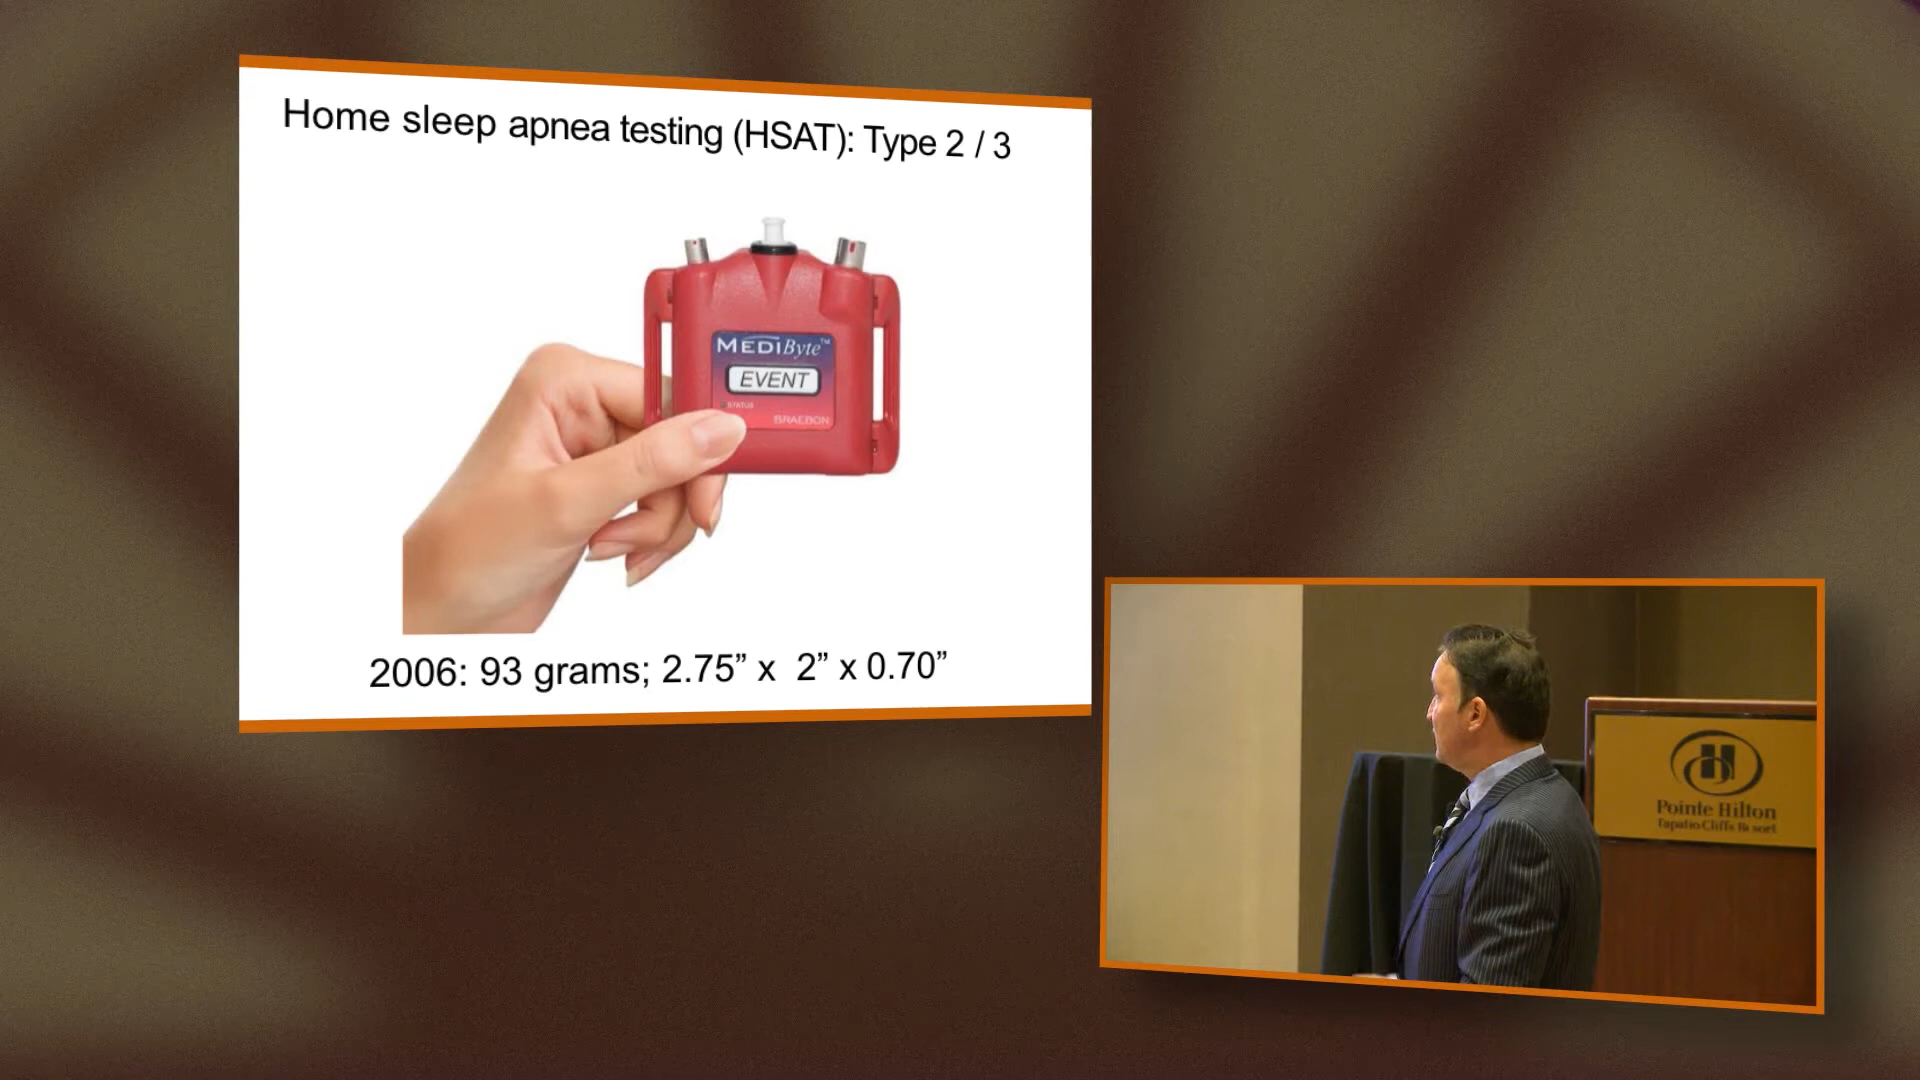 Home sleep apnea testing (HSAT): Type 2 / 3
MEDIByte™
EVENT
STATUS
BRAEBON
2006: 93 grams; 2.75” x 2” x 0.70”
H
Pointe Hilton
Tapatio Cliffs Resort